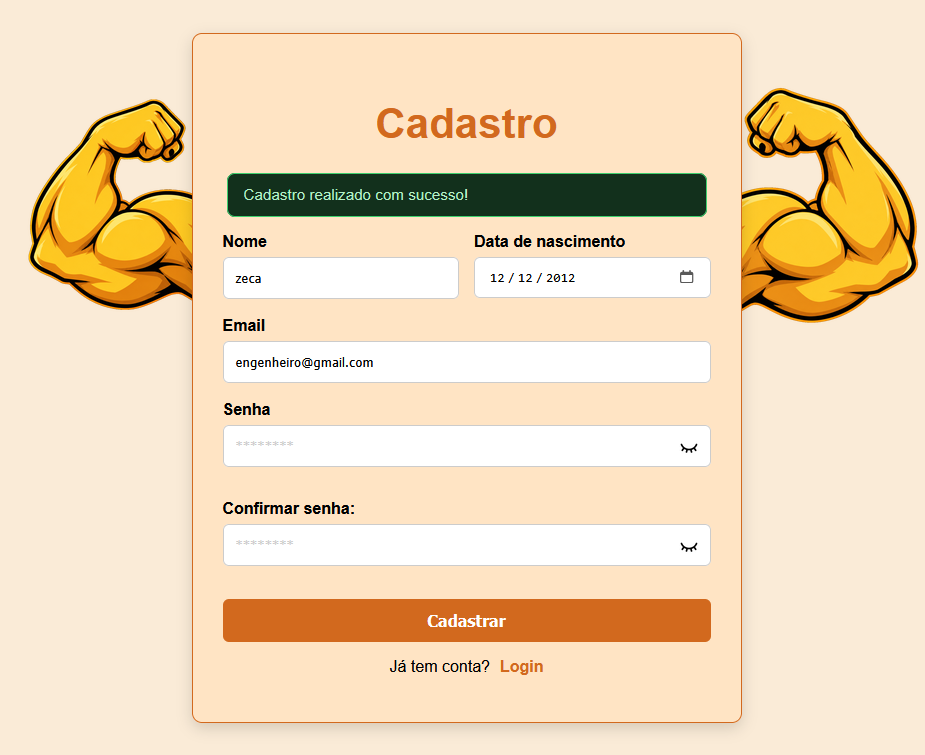 Cadastro
Cadastro realizado com sucesso!
Nome Data de nascimento
zeca 12 / 12 / 2012
Email
engenheiro@gmail.com
Senha
********
Confirmar senha:
********
Cadastrar
Já tem conta? Login